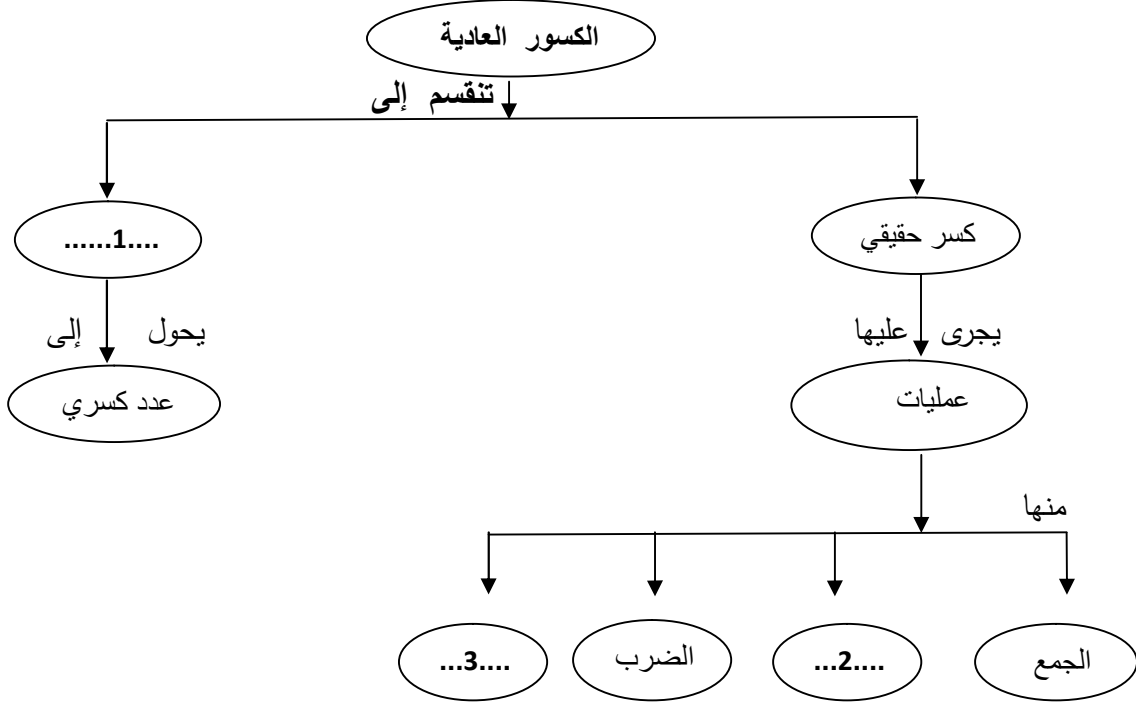 الكسور العادية
تنقسم إلى
كسر حقيقي
......1....
يجرى عليها
يحول إلى
عمليات
عدد كسري
منها
الجمع
...2....
الضرب
...3....